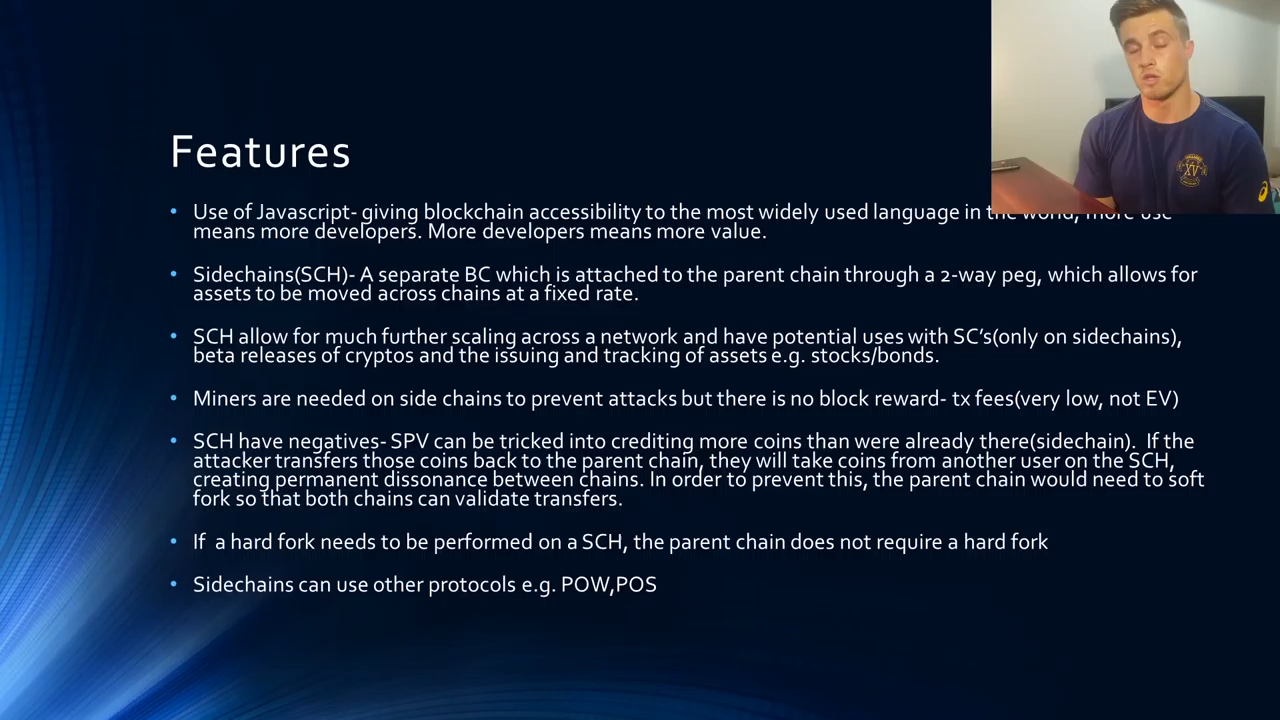 Features
• Use of Javascript- giving blockchain accessibility to the most widely used language in the world, more use
means more developers. More developers means more value.
• Sidechains(SCH)- A separate BC which is attached to the parent chain through a 2-way peg, which allows for
assets to be moved across chains at a fixed rate.
• SCH allow for much further scaling across a network and have potential uses with SC's(only on sidechains),
beta releases of cryptos and the issuing and tracking of assets e.g. stocks/bonds.
• Miners are needed on side chains to prevent attacks but there is no block reward- tx fees(very low, not EV)
• SCH have negatives- SPV can be tricked into crediting more coins than were already there(sidechain).  If the
attacker transfers those coins back to the parent chain, they will take coins from another user on the SCH,
creating permanent dissonance between chains. In order to prevent this, the parent chain would need to soft
fork so that both chains can validate transfers.
• If  a hard fork needs to be performed on a SCH, the parent chain does not require a hard fork
• Sidechains can use other protocols e.g. POW,POS
XV